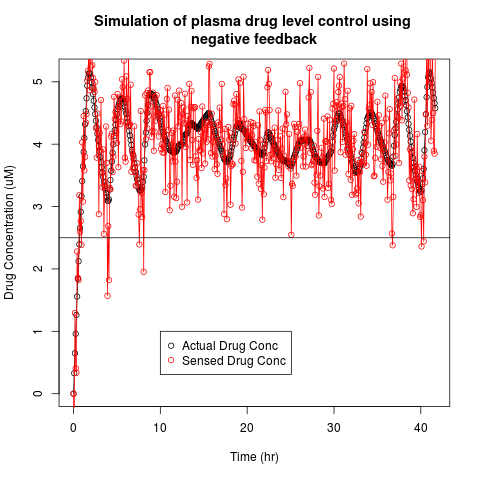 Simulation of plasma drug level control using
negative feedback
Drug Concentration (uM)
5
4
3
2
1
0
Actual Drug Conc
Sensed Drug Conc
0 10 20 30 40
Time (hr)